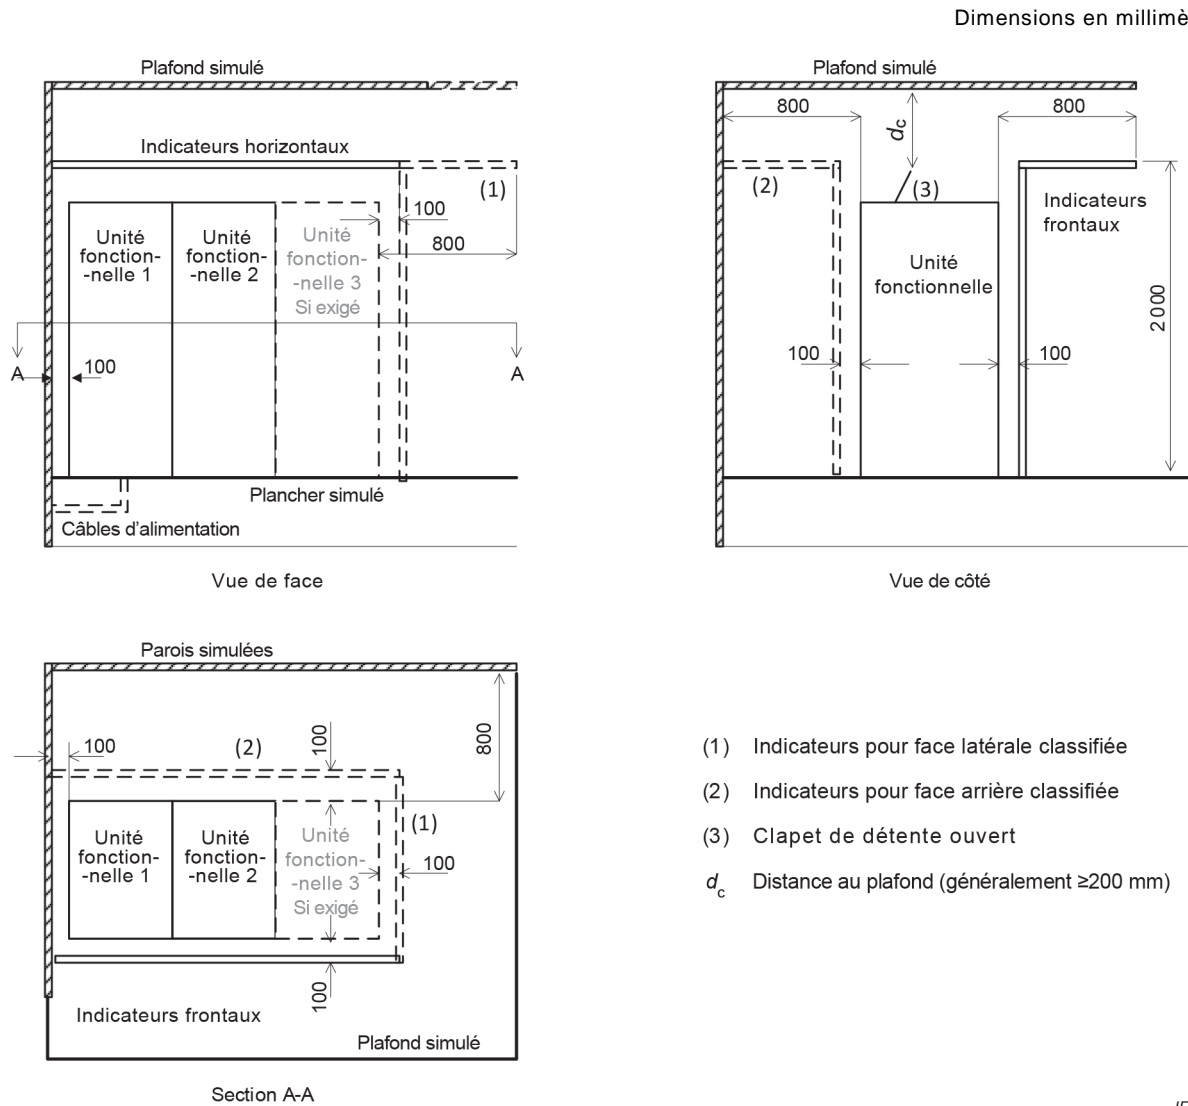 Dimensions en millimè
Plafond simulé
Indicateurs horizontaux
(1)
100
800
Unité
fonction-
-nelle 1
Unité
fonction-
-nelle 2
Unité
fonction-
-nelle 3
Si exigé
A
100
A
Plancher simulé
Câbles d'alimentation
Vue de face
Plafond simulé
800
dc
800
(2)
(3)
Indicateurs
frontaux
Unité
fonctionnelle
2 000
100
100
Vue de côté
Parois simulées
100
(2)
100
800
Unité
fonction-
-nelle 1
Unité
fonction-
-nelle 2
Unité
fonction-
-nelle 3
Si exigé
(1)
100
100
Indicateurs frontaux
Plafond simulé
Section A-A
(1) Indicateurs pour face latérale classifiée
(2) Indicateurs pour face arrière classifiée
(3) Clapet de détente ouvert
dc Distance au plafond (généralement ≥200 mm)